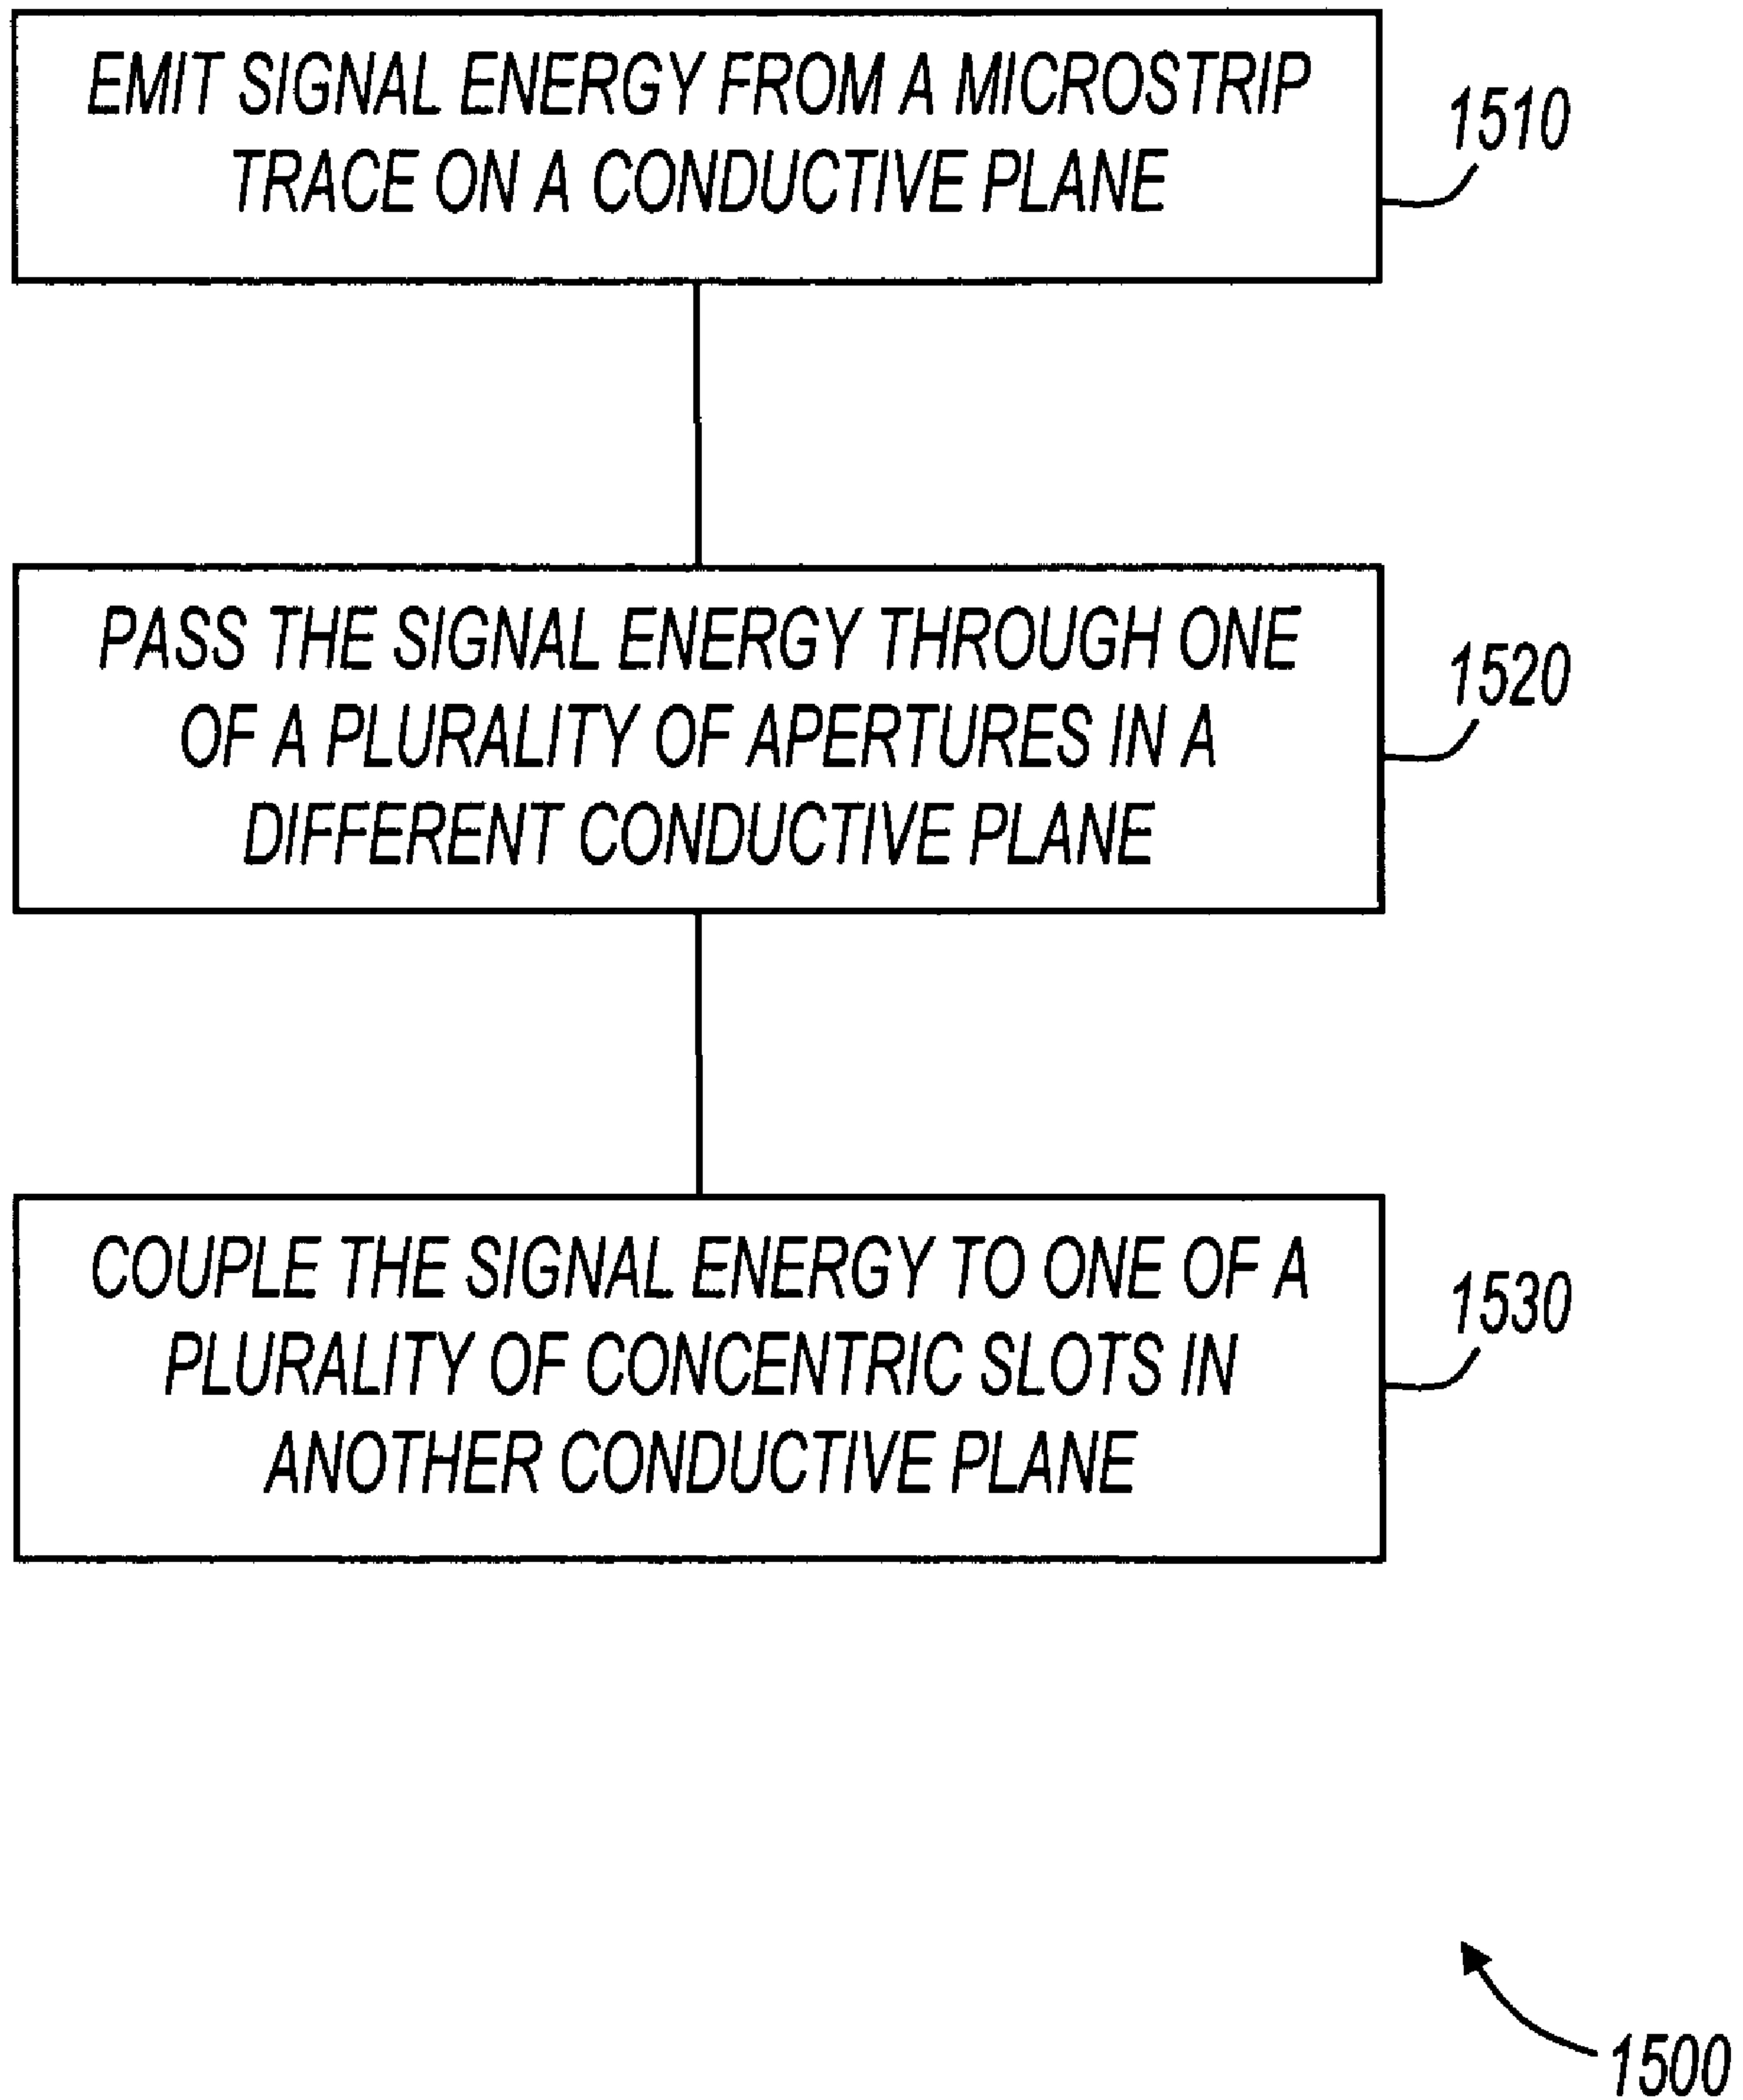 EMIT SIGNAL ENERGY FROM A MICROSTRIP
TRACE ON A CONDUCTIVE PLANE
1510
PASS THE SIGNAL ENERGY THROUGH ONE
OF A PLURALITY OF APERTURES IN A
DIFFERENT CONDUCTIVE PLANE
1520
COUPLE THE SIGNAL ENERGY TO ONE OF A
PLURALITY OF CONCENTRIC SLOTS IN
ANOTHER CONDUCTIVE PLANE
1530
1500